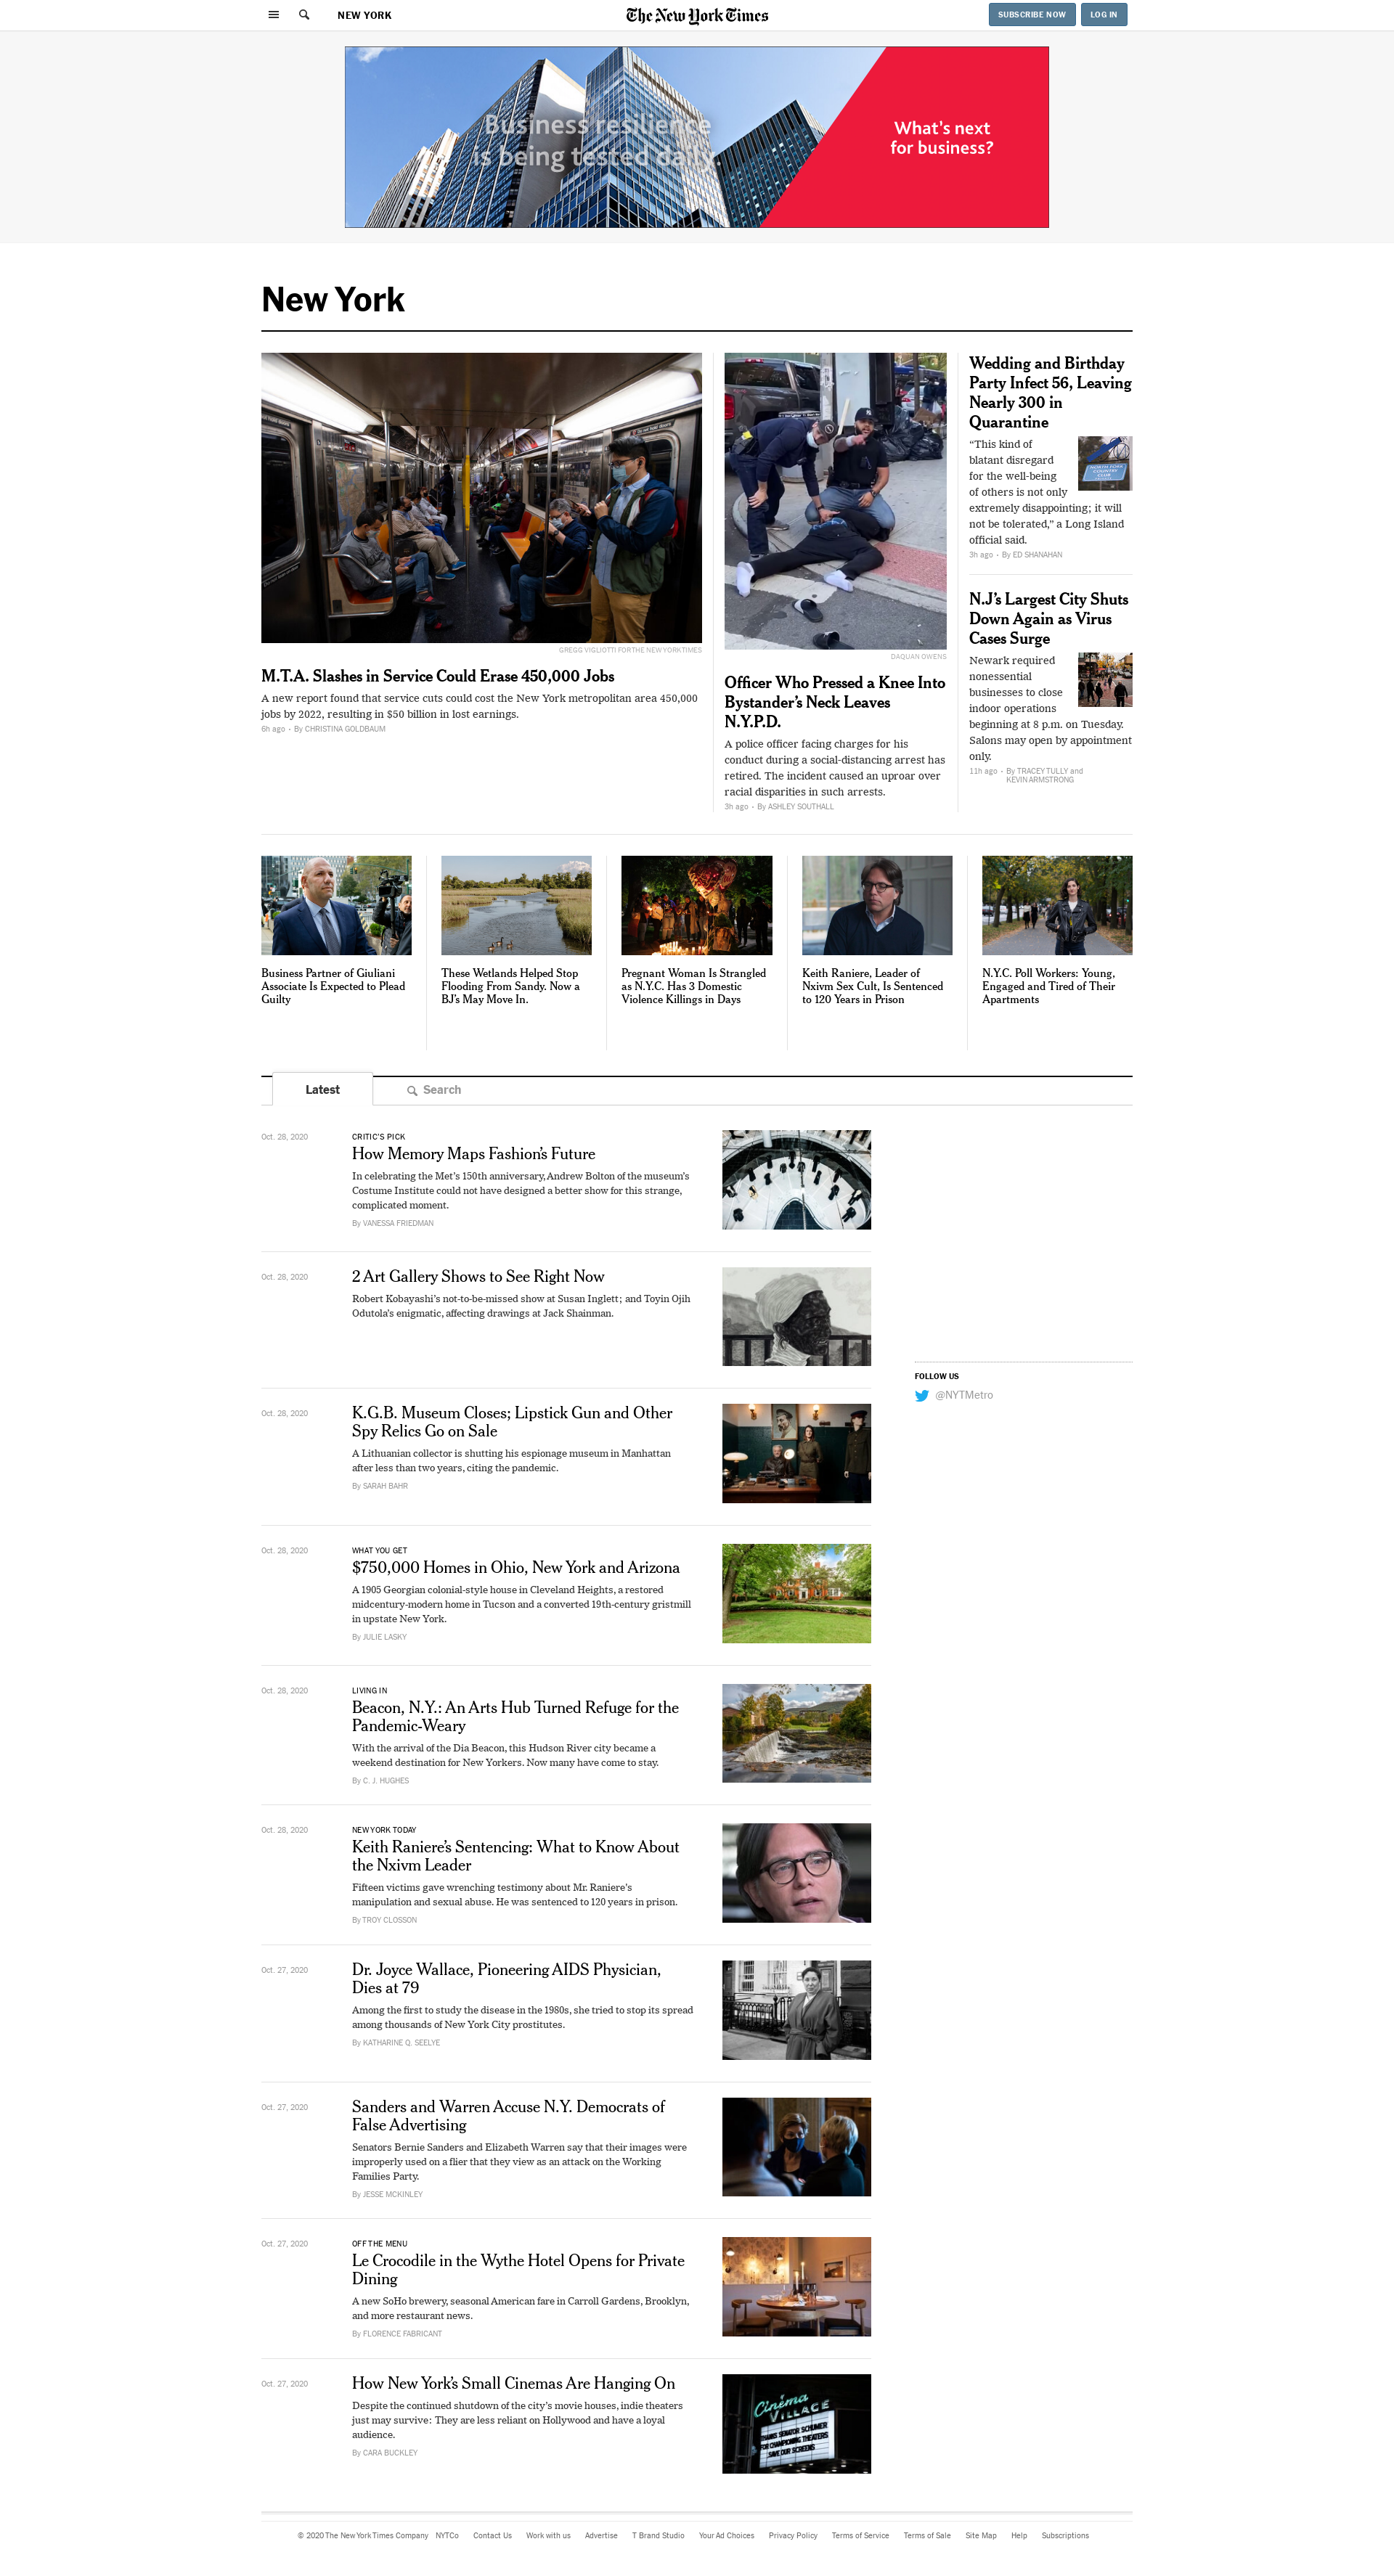 NEW YORK
The New York Times
SUBSCRIBE NOW
LOG IN
Business resilience
is being tested daily.
What's next
for business?
New York
GREGG VIGLIOTTI FOR THE NEW YORK TIMES
M.T.A. Slashes in Service Could Erase 450,000 Jobs
A new report found that service cuts could cost the New York metropolitan area 450,000
jobs by 2022, resulting in $50 billion in lost earnings.
6h ago • By CHRISTINA GOLDBAUM
DAQUAN OWENS
Officer Who Pressed a Knee Into
Bystander’s Neck Leaves
N.Y.P.D.
A police officer facing charges for his
conduct during a social-distancing arrest has
retired. The incident caused an uproar over
racial disparities in such arrests.
3h ago • By ASHLEY SOUTHALL
Wedding and Birthday
Party Infect 56, Leaving
Nearly 300 in
Quarantine
“This kind of
blatant disregard
for the well-being
of others is not only
extremely disappointing; it will
not be tolerated,” a Long Island
official said.
NORTH FORK
COUNTRY
CLUB
3h ago • By ED SHANAHAN
N.J’s Largest City Shuts
Down Again as Virus
Cases Surge
Newark required
nonessential
businesses to close
indoor operations
beginning at 8 p.m. on Tuesday.
Salons may open by appointment
only.
11h ago • By TRACEY TULLY and
KEVIN ARMSTRONG
Business Partner of Giuliani
Associate Is Expected to Plead
Guilty
These Wetlands Helped Stop
Flooding From Sandy. Now a
BJ’s May Move In.
Pregnant Woman Is Strangled
as N.Y.C. Has 3 Domestic
Violence Killings in Days
Keith Raniere, Leader of
Nxivm Sex Cult, Is Sentenced
to 120 Years in Prison
N.Y.C. Poll Workers: Young,
Engaged and Tired of Their
Apartments
Latest
Search
Oct. 28, 2020
CRITIC’S PICK
How Memory Maps Fashion’s Future
In celebrating the Met’s 150th anniversary, Andrew Bolton of the museum’s
Costume Institute could not have designed a better show for this strange,
complicated moment.
By VANESSA FRIEDMAN
Oct. 28, 2020
2 Art Gallery Shows to See Right Now
Robert Kobayashi’s not-to-be-missed show at Susan Inglett; and Toyin Ojih
Odutola’s enigmatic, affecting drawings at Jack Shainman.
FOLLOW US
@NYTMetro
Oct. 28, 2020
K.G.B. Museum Closes; Lipstick Gun and Other
Spy Relics Go on Sale
A Lithuanian collector is shutting his espionage museum in Manhattan
after less than two years, citing the pandemic.
By SARAH BAHR
Oct. 28, 2020
WHAT YOU GET
$750,000 Homes in Ohio, New York and Arizona
A 1905 Georgian colonial-style house in Cleveland Heights, a restored
midcentury-modern home in Tucson and a converted 19th-century gristmill
in upstate New York.
By JULIE LASKY
Oct. 28, 2020
LIVING IN
Beacon, N.Y.: An Arts Hub Turned Refuge for the
Pandemic-Weary
With the arrival of the Dia Beacon, this Hudson River city became a
weekend destination for New Yorkers. Now many have come to stay.
By C. J. HUGHES
Oct. 28, 2020
NEW YORK TODAY
Keith Raniere’s Sentencing: What to Know About
the Nxivm Leader
Fifteen victims gave wrenching testimony about Mr. Raniere’s
manipulation and sexual abuse. He was sentenced to 120 years in prison.
By TROY CLOSSON
Oct. 27, 2020
Dr. Joyce Wallace, Pioneering AIDS Physician,
Dies at 79
Among the first to study the disease in the 1980s, she tried to stop its spread
among thousands of New York City prostitutes.
By KATHARINE Q. SEELYE
Oct. 27, 2020
Sanders and Warren Accuse N.Y. Democrats of
False Advertising
Senators Bernie Sanders and Elizabeth Warren say that their images were
improperly used on a flier that they view as an attack on the Working
Families Party.
By JESSE MCKINLEY
Oct. 27, 2020
OFF THE MENU
Le Crocodile in the Wythe Hotel Opens for Private
Dining
A new SoHo brewery, seasonal American fare in Carroll Gardens, Brooklyn,
and more restaurant news.
By FLORENCE FABRICANT
Oct. 27, 2020
How New York’s Small Cinemas Are Hanging On
Despite the continued shutdown of the city’s movie houses, indie theaters
just may survive: They are less reliant on Hollywood and have a loyal
audience.
By CARA BUCKLEY
Cinéma
VILLAGE
THANKS SENATOR SCHUMER
FOR CHAMPIONING THEATERS
SAVE OUR SCREENS
© 2020 The New York Times Company NYTCo Contact Us Work with us Advertise T Brand Studio Your Ad Choices Privacy Policy Terms of Service Terms of Sale Site Map Help Subscriptions